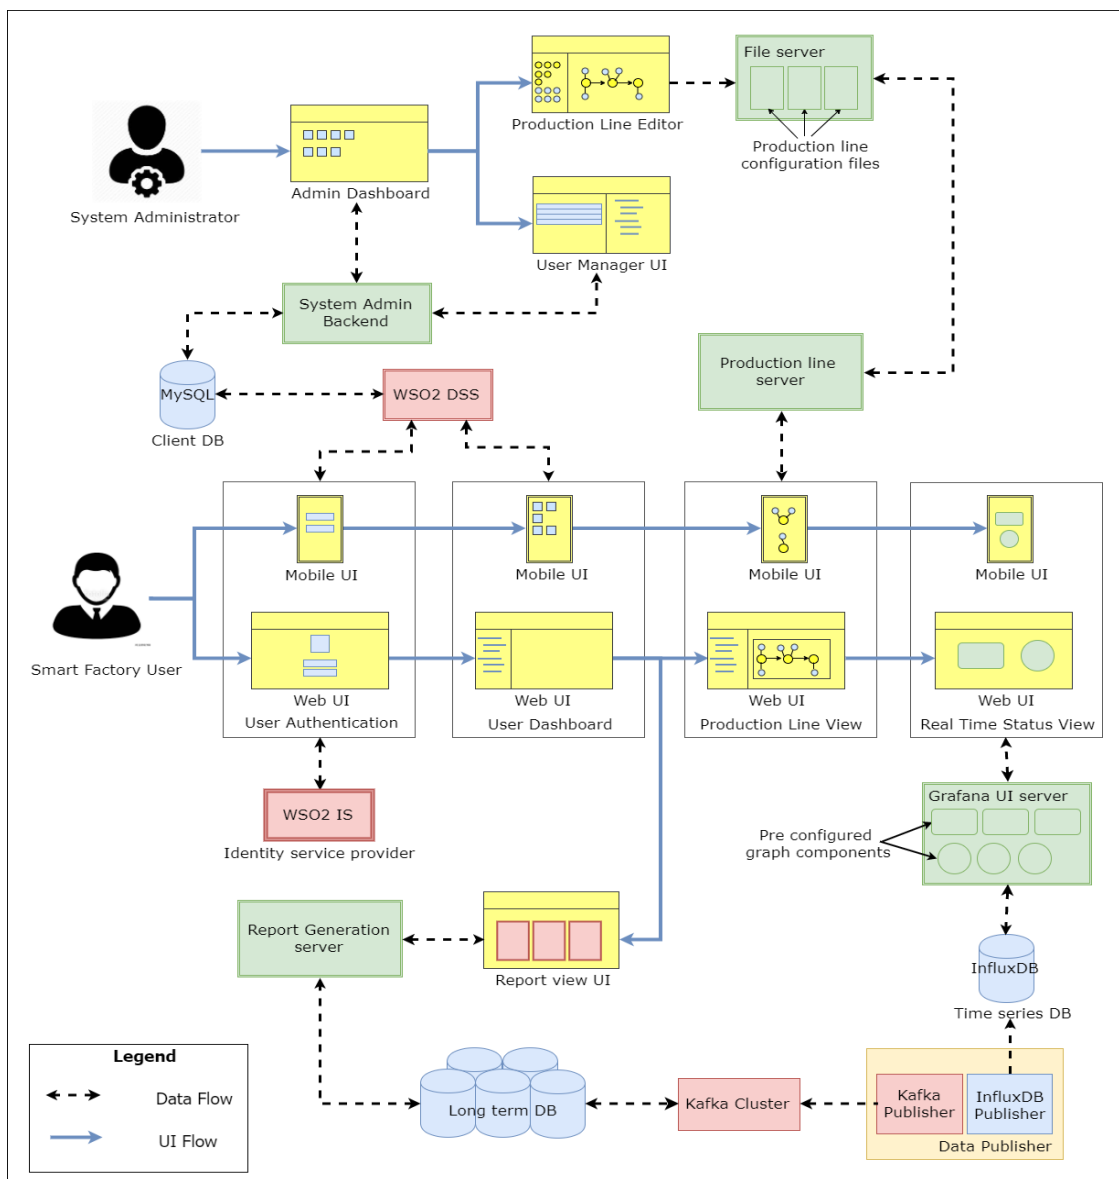 File server
Production Line Editor
Production line
configuration files
Admin Dashboard
System Administrator
User Manager UI
System Admin
Backend
Production line
server
MySQL
WSO2 DSS
Client DB
Mobile UI
Mobile UI
Mobile UI
Mobile UI
Smart Factory User
Web UI
Web UI
Web UI
Web UI
User Authentication
User Dashboard
Production Line View
Real Time Status View
WSO2 IS
Identity service provider
Grafana UI server
Pre configured
graph components
Report Generation
server
Report view UI
InfluxDB
Time series DB
Legend
Data Flow
UI Flow
Long term DB
Kafka Cluster
Kafka
Publisher
InfluxDB
Publisher
Data Publisher